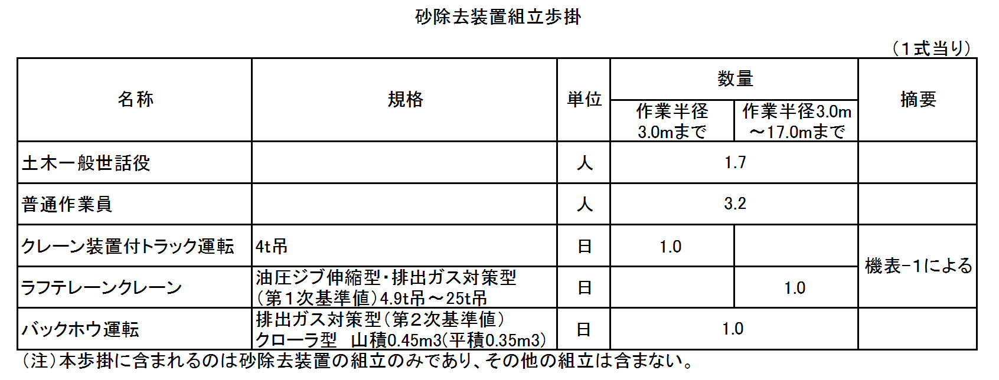 砂除去装置組立歩掛
（１式当り）
名称 規格 単位 数量 摘要
作業半径
3.0mまで
作業半径3.0m
～17.0mまで
土木一般世話役 人 1.7
普通作業員 人 3.2
クレーン装置付トラック運転 4t吊 日 1.0
機表-１による
ラフテレーンクレーン
油圧ジブ伸縮型・排出ガス対策型
（第１次基準値）4.9t吊～25t吊
日 1.0
バックホウ運転
排出ガス対策型（第２次基準値）
クローラ型　山積0.45m3(平積0.35m3)
日 1.0
（注）本歩掛に含まれるのは砂除去装置の組立のみであり、その他の組立は含まない。